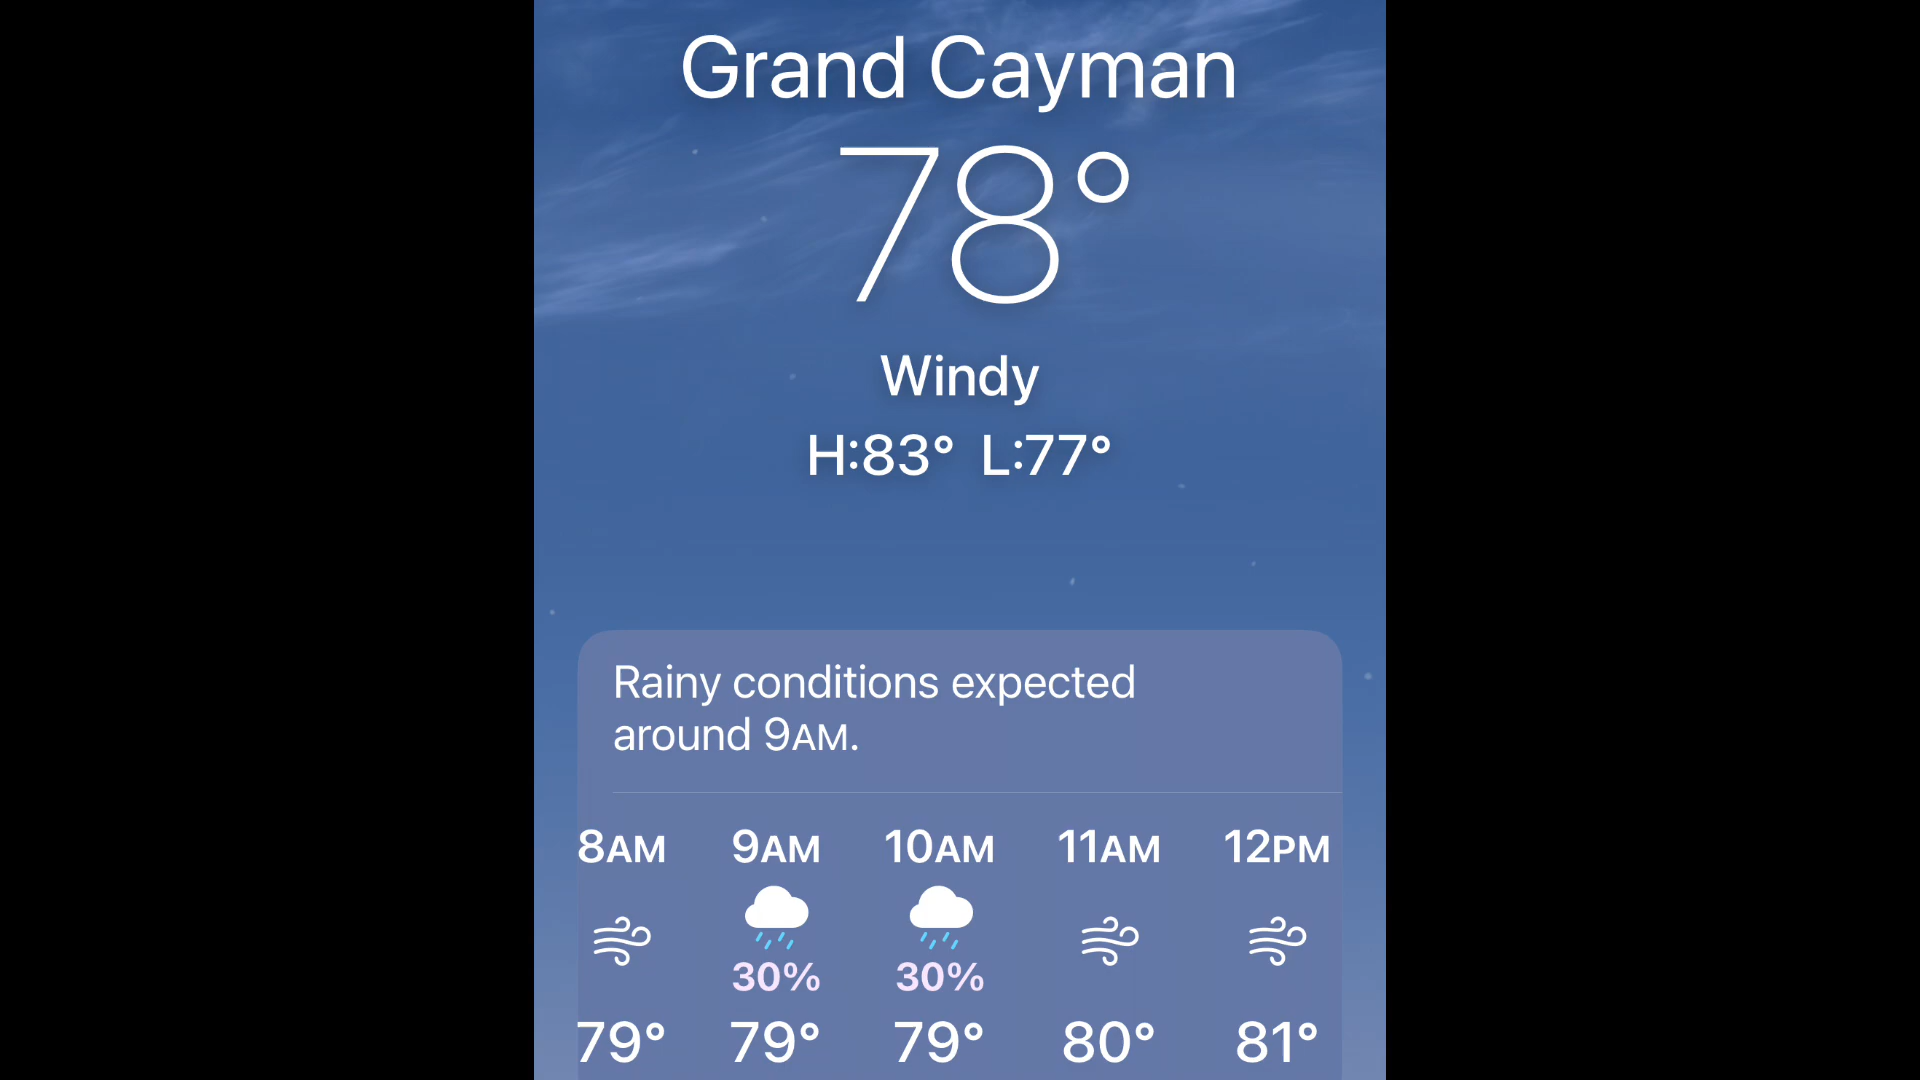 Grand Cayman
78°
Windy
H:83° L:77°
Rainy conditions expected
around 9AM.
8AM 9AM 10AM 11AM 12PM
30% 30%
79° 79° 79° 80° 81°